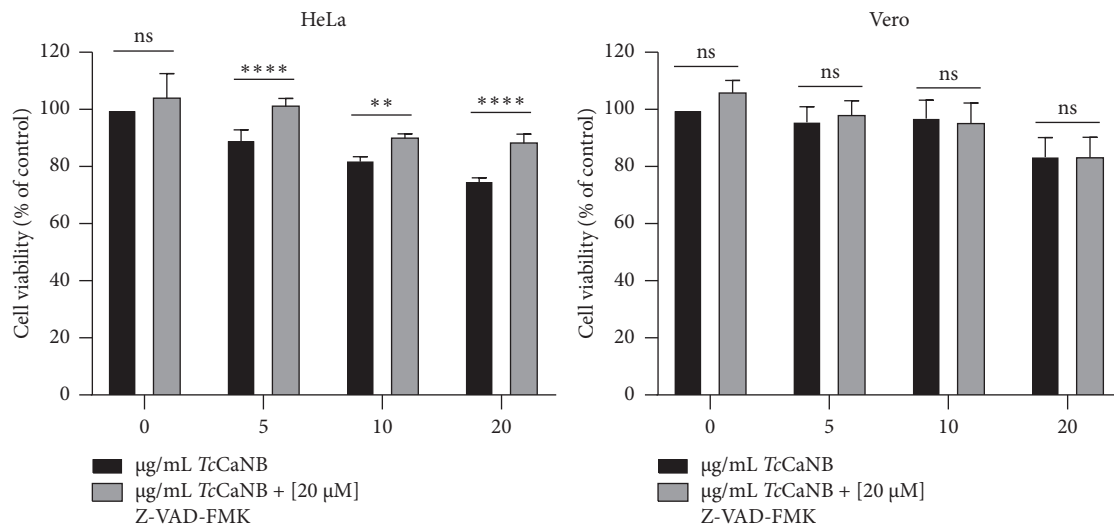 HeLa
120
100
80
60
40
20
0
Cell viability (% of control)
ns
****
**
****
0 5 10 20
µg/mL TcCaNB
µg/mL TcCaNB + [20 µM]
Z-VAD-FMK
Vero
120
100
80
60
40
20
0
Cell viability (% of control)
ns
ns
ns
ns
0 5 10 20
µg/mL TcCaNB
µg/mL TcCaNB + [20 µM]
Z-VAD-FMK